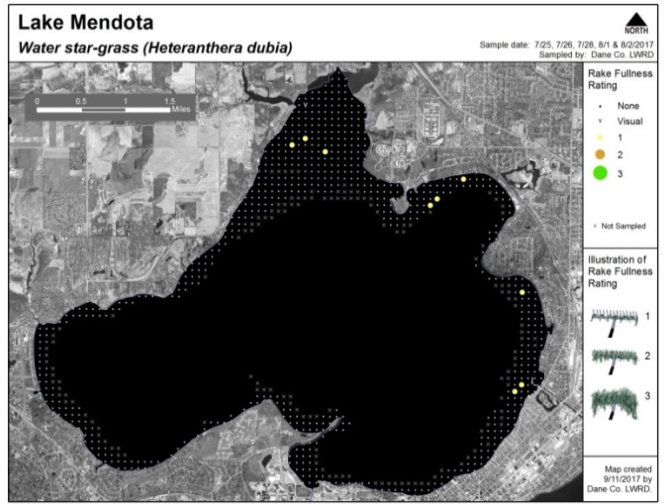 Lake Mendota
Water star-grass (Heteranthera dubia)
NORTH
Sample date: 7/25, 7/26, 7/28, 8/1 & 8/2/2017
Sampled by: Dane Co. LWRD
0 0.5 1 1.5
Miles
Rake Fullness
Rating
None
Visual
1
2
3
Not Sampled
Illustration of
Rake Fullness
Rating
1
2
3
Map created
9/11/2017 by
Dane Co. LWRD.